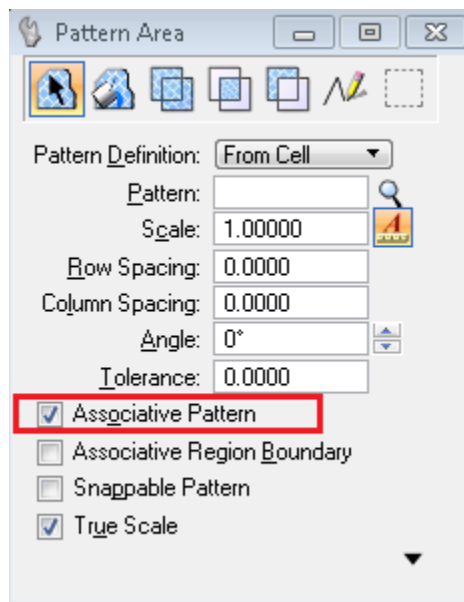 Pattern Area
Pattern Definition: From Cell
Pattern:
Scale: 1.00000
Row Spacing: 0.0000
Column Spacing: 0.0000
Angle: 0°
Tolerance: 0.0000
Associative Pattern
Associative Region Boundary
Snappable Pattern
True Scale